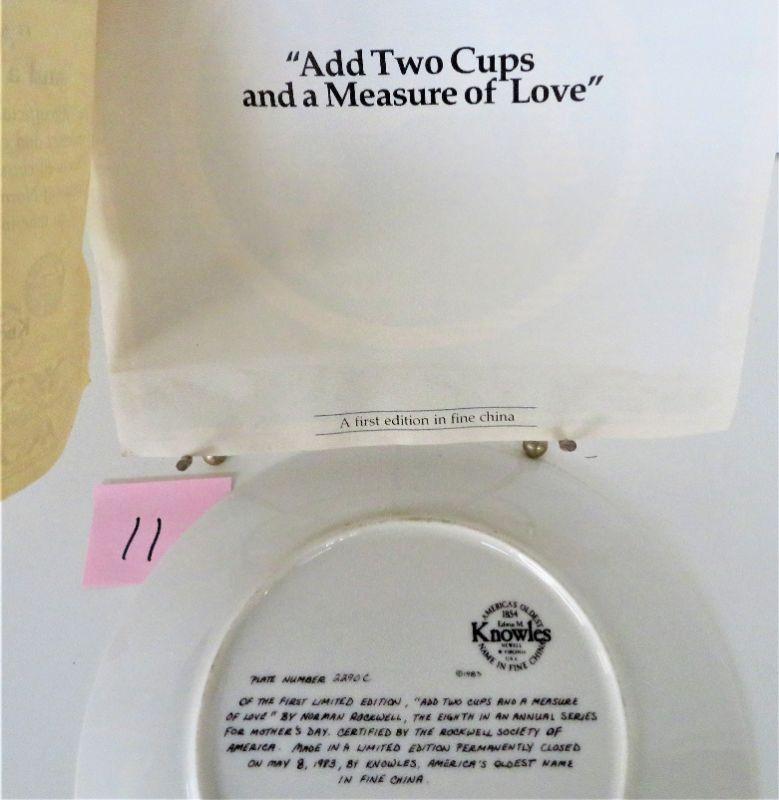 "Add Two Cups
and a Measure of Love"
A first edition in fine china
11
AMERICA'S OLDEST
1854
Edwin M.
Knowles
NEWELL
W. VIRGINIA
U.S.A.
NAME IN FINE CHINA
©1983
PLATE NUMBER 2290C
OF THE FIRST LIMITED EDITION, "ADD TWO CUPS AND A MEASURE
OF LOVE" BY NORMAN ROCKWELL, THE EIGHTH IN AN ANNUAL SERIES
FOR MOTHER'S DAY. CERTIFIED BY THE ROCKWELL SOCIETY OF
AMERICA. MADE IN A LIMITED EDITION PERMANENTLY CLOSED
ON MAY 8, 1983, BY KNOWLES, AMERICA'S OLDEST NAME
IN FINE CHINA.